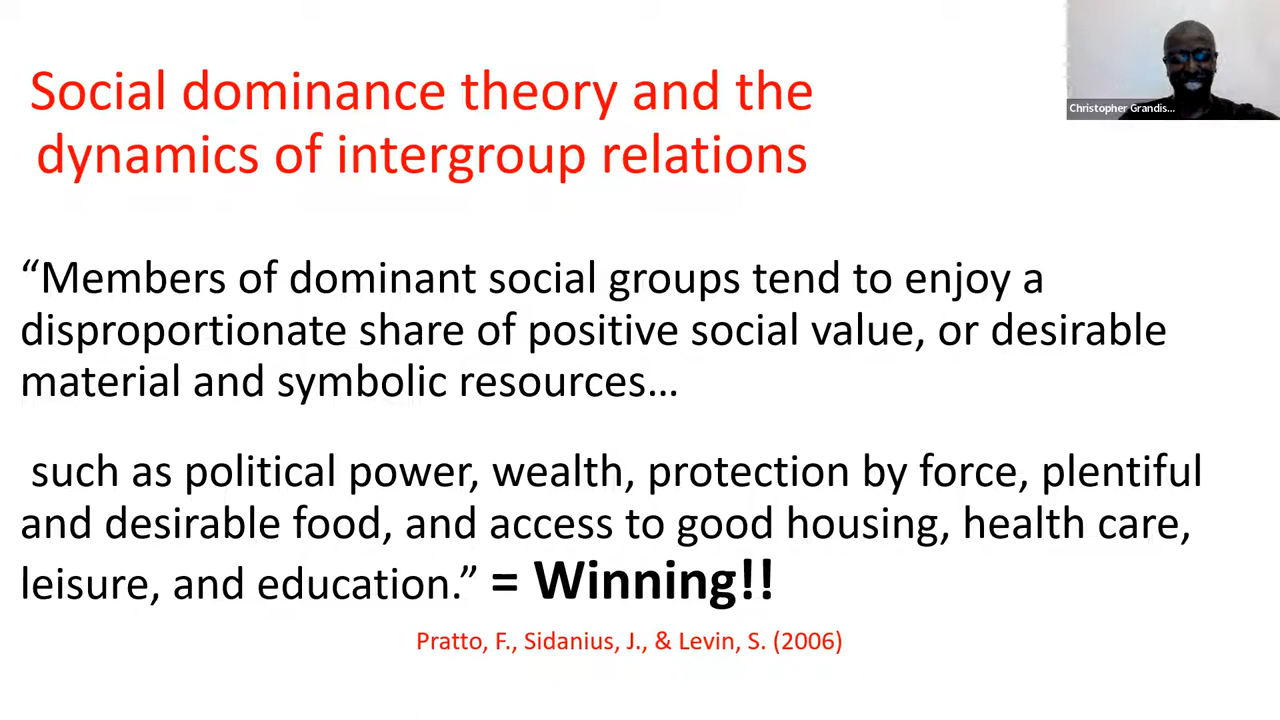 Social dominance theory and the
dynamics of intergroup relations
Christopher Grandis...
“Members of dominant social groups tend to enjoy a
disproportionate share of positive social value, or desirable
material and symbolic resources…
such as political power, wealth, protection by force, plentiful
and desirable food, and access to good housing, health care,
leisure, and education.” = Winning!!
Pratto, F., Sidanius, J., & Levin, S. (2006)